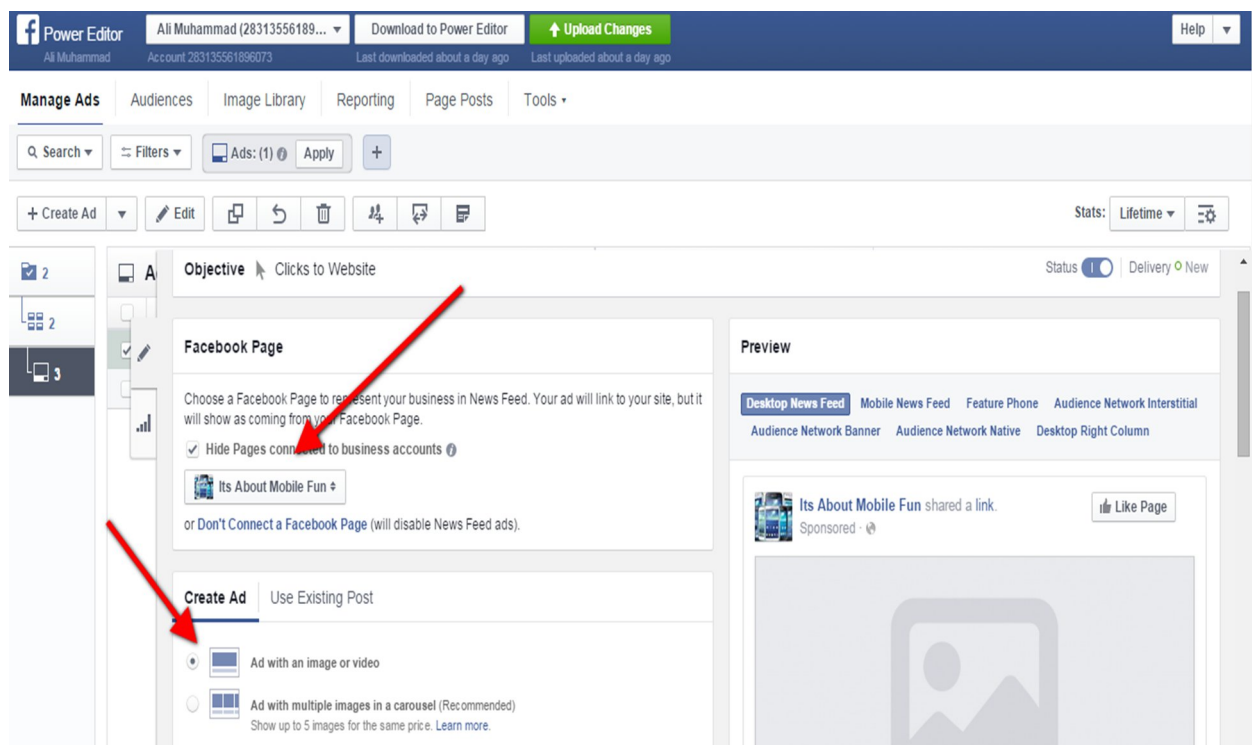 Power Editor
Ali Muhammad (28313556189...
Download to Power Editor
Upload Changes
Help
Ali Muhammad
Account 283135561896073
Last downloaded about a day ago
Last uploaded about a day ago
Manage Ads
Audiences
Image Library
Reporting
Page Posts
Tools
Search
Filters
Ads: (1)
Apply
+
+ Create Ad
Edit
Stats:
Lifetime
2
2
3
A
Objective
Clicks to Website
Status
Delivery
New
Facebook Page
Choose a Facebook Page to represent your business in News Feed. Your ad will link to your site, but it
will show as coming from your Facebook Page.
Hide Pages connected to business accounts
Its About Mobile Fun
or Don't Connect a Facebook Page (will disable News Feed ads).
Create Ad
Use Existing Post
Ad with an image or video
Ad with multiple images in a carousel (Recommended)
Show up to 5 images for the same price. Learn more.
Preview
Desktop News Feed
Mobile News Feed
Feature Phone
Audience Network Interstitial
Audience Network Banner
Audience Network Native
Desktop Right Column
Its About Mobile Fun shared a link.
Sponsored ·
Like Page